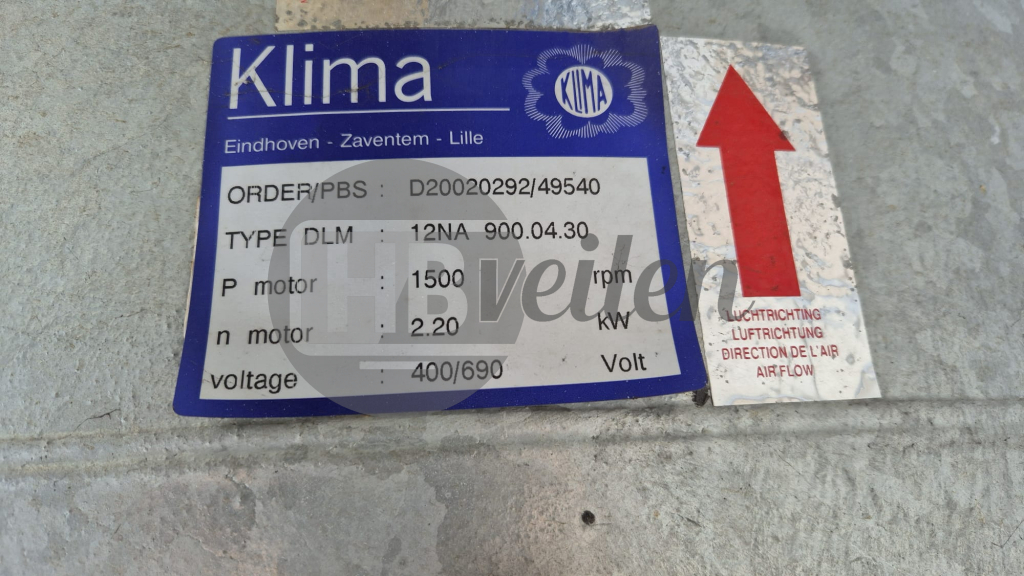 Klima
KLIMA
Eindhoven - Zaventem - Lille
ORDER/PBS : D20020292/49540
TYPE DLM : 12NA 900.04.30
P motor : 1500 rpm
n motor : 2.20 kW
voltage : 400/690 Volt
HBveilen
LUCHTRICHTING
LUFTRICHTUNG
DIRECTION DE L'AIR
AIR FLOW